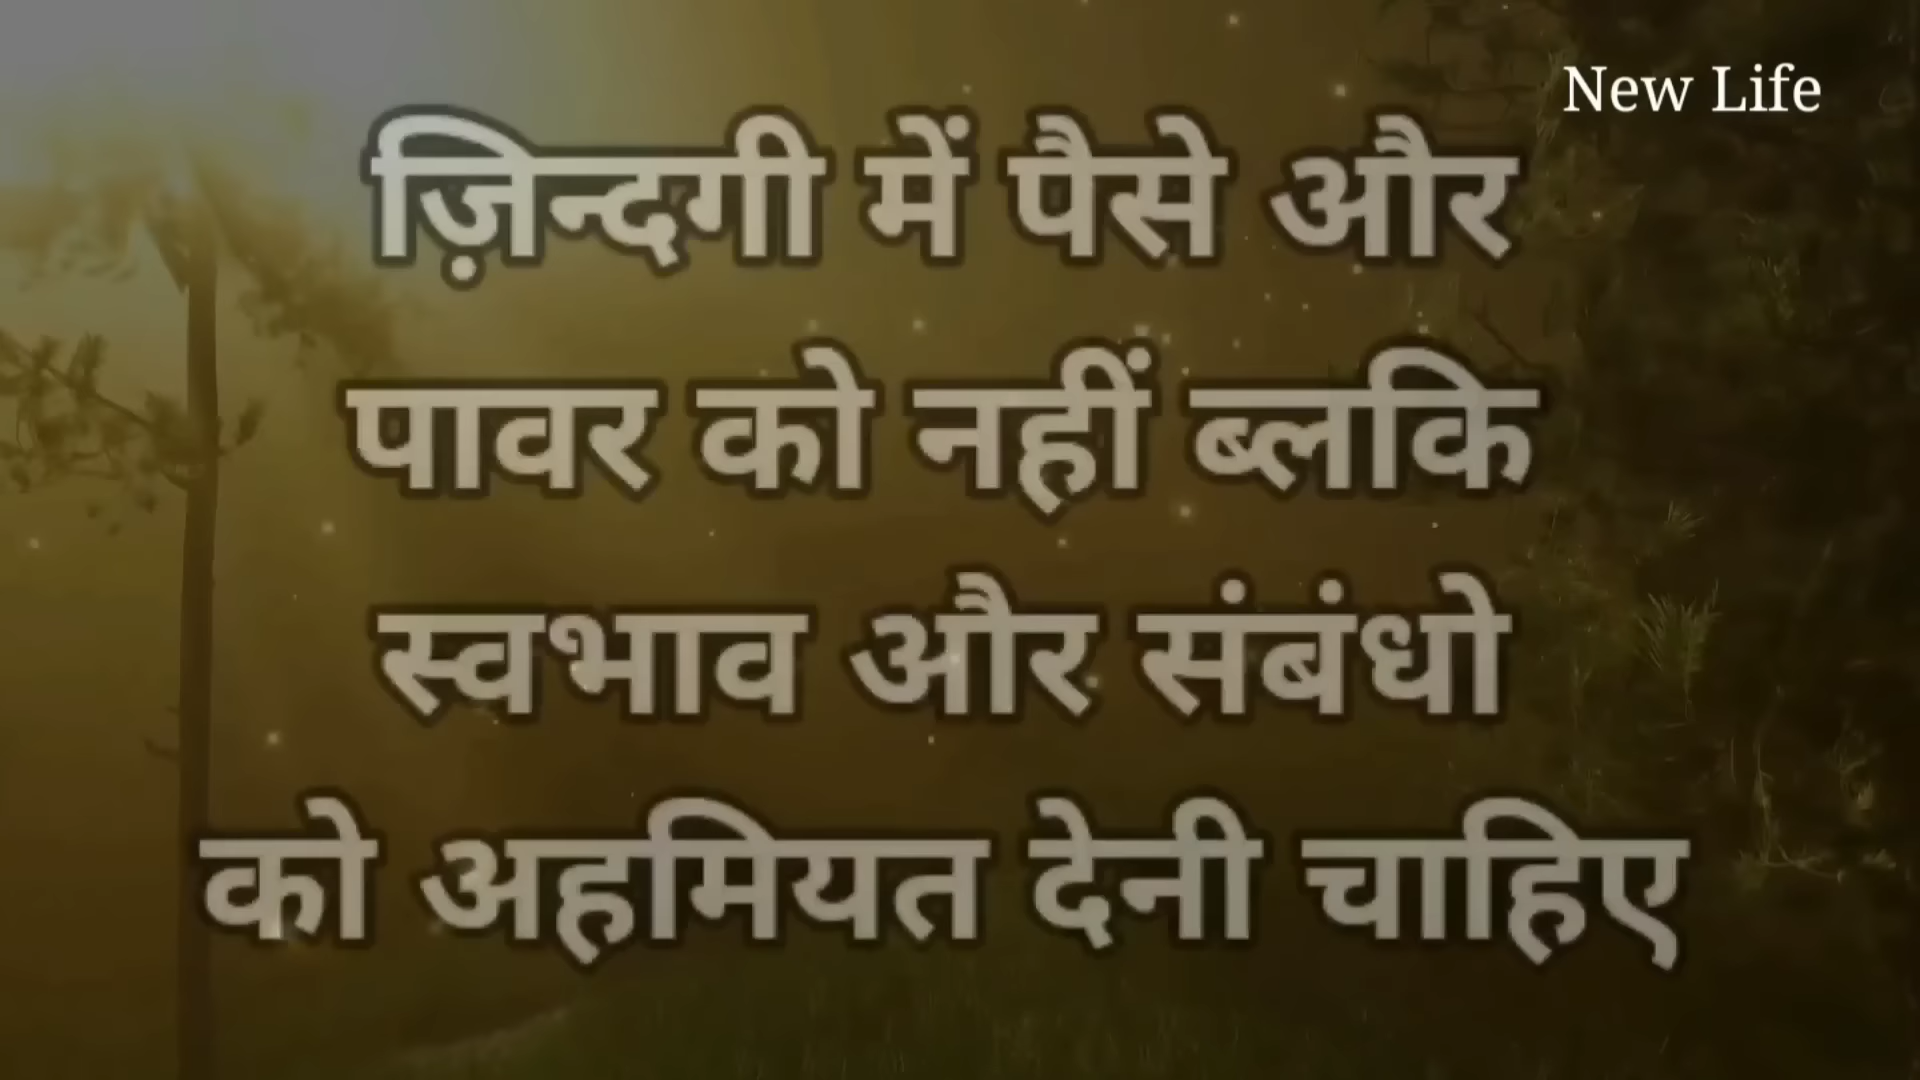 New Life
ज़िन्दगी में पैसे और
पावर को नहीं ब्लकि
स्वभाव और संबंधो
को अहमियत देनी चाहिए